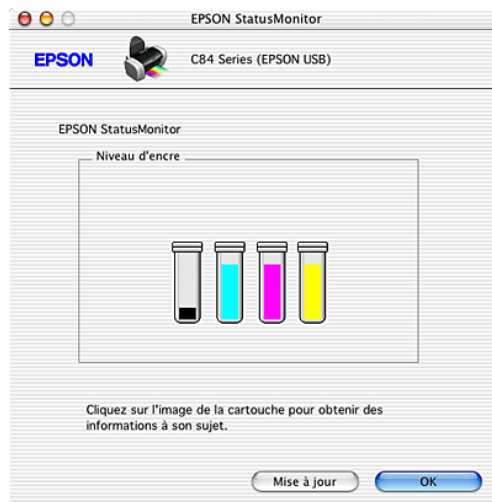 EPSON StatusMonitor
EPSON
C84 Series (EPSON USB)
EPSON StatusMonitor
Niveau d'encre
Cliquez sur l'image de la cartouche pour obtenir des
informations à son sujet.
Mise à jour
OK